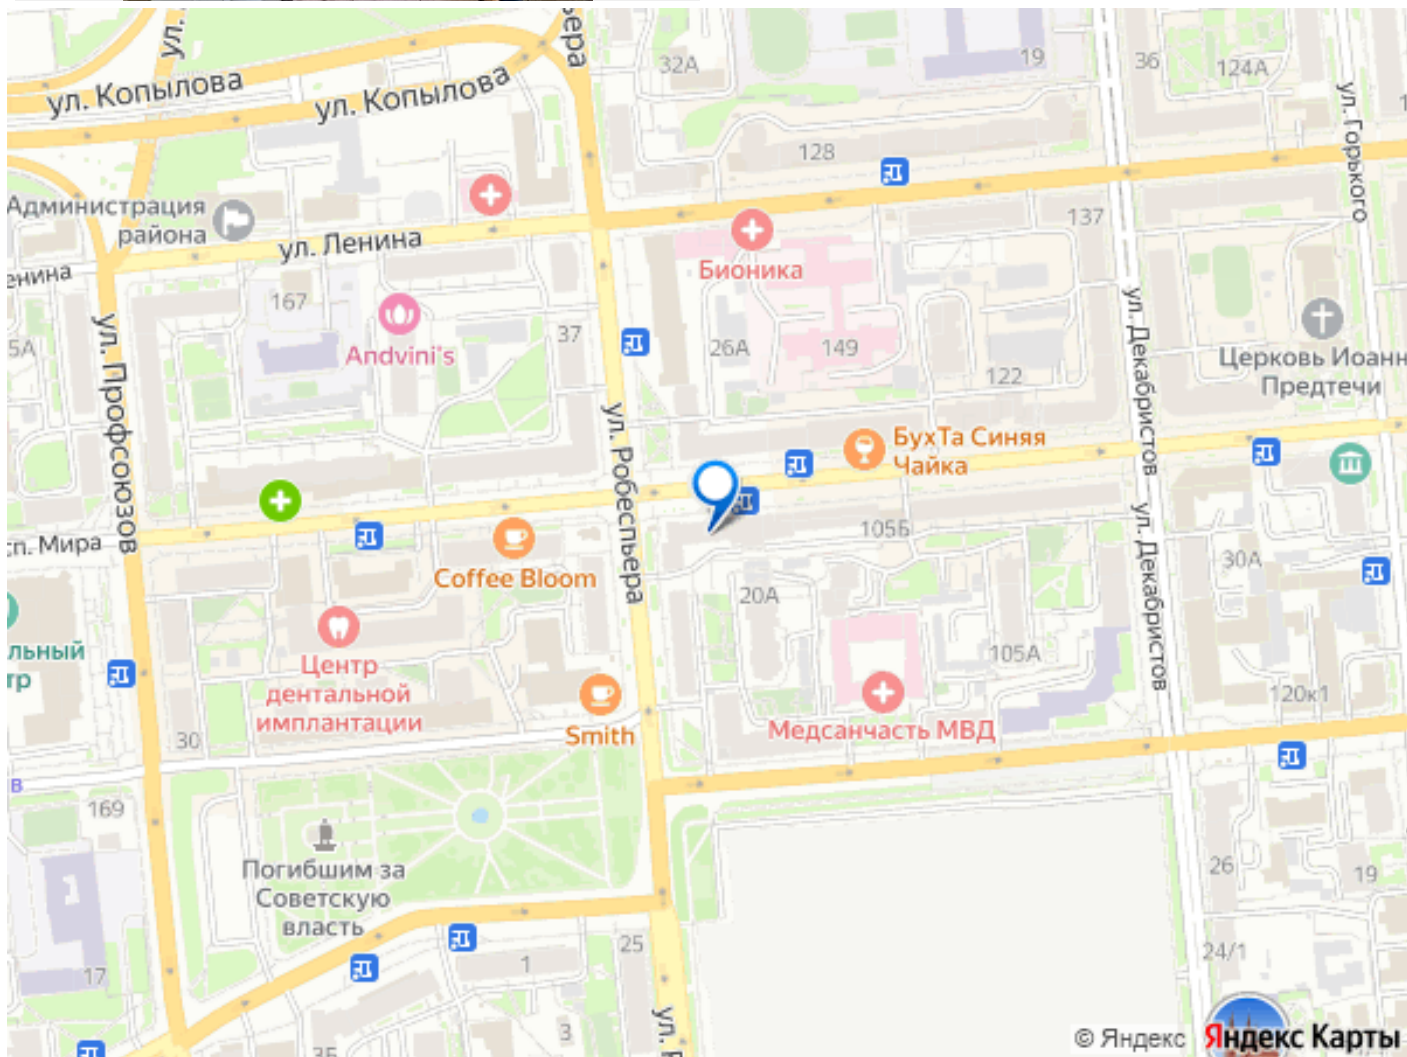 ул.
ьера
ул. Копылова
ул. Копылова
32А
19
36
124А
ул. Горького
128
Администрация
района
ул. Ленина
енина
137
Бионика
167
37
26А
149
122
5А
Andvini's
ул. Профсоюзов
ул. Робеспьера
ул. Декабристов
Церковь Иоанн
Предтечи
БухТа Синяя
Чайка
сп. Мира
Coffee Bloom
105Б
ул. Декабристов
30А
20А
льный
тр
Центр
дентальной
имплантации
105А
120к1
Smith
Медсанчасть МВД
30
в
169
Погибшим за
Советскую
власть
26
19
17
1
25
24/1
3
35
ул. Р
© Яндекс
Яндекс Карты